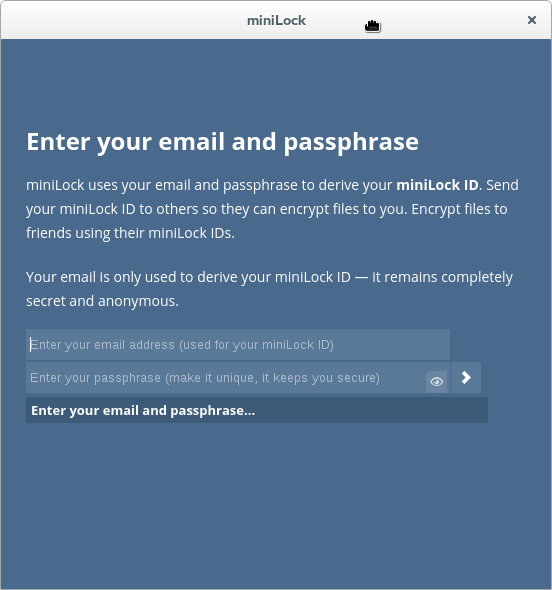 miniLock
Enter your email and passphrase
miniLock uses your email and passphrase to derive your miniLock ID. Send
your miniLock ID to others so they can encrypt files to you. Encrypt files to
friends using their miniLock IDs.
Your email is only used to derive your miniLock ID — it remains completely
secret and anonymous.
Enter your email address (used for your miniLock ID)
Enter your passphrase (make it unique, it keeps you secure)
Enter your email and passphrase...